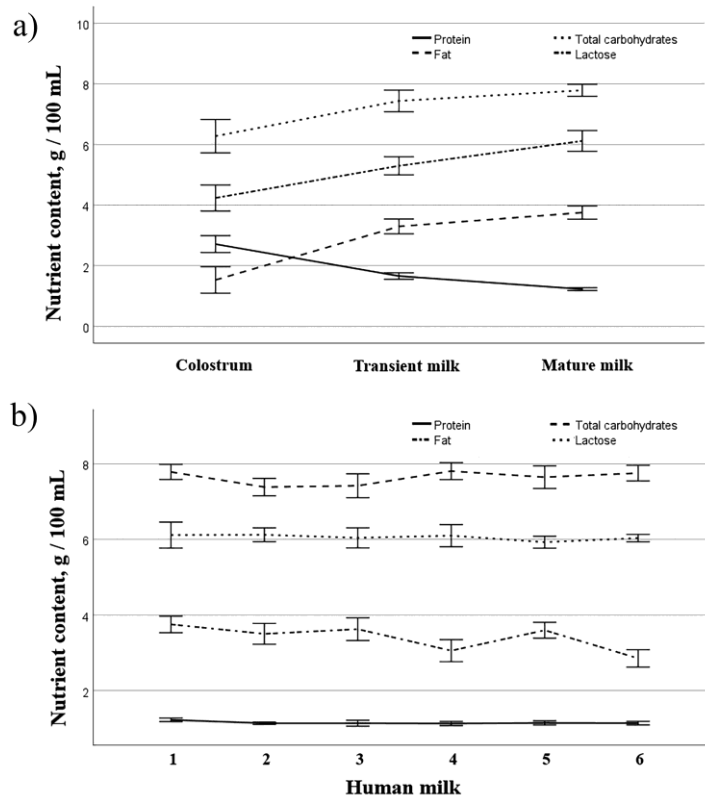 a)
Nutrient content, g / 100 mL
10
8
6
4
2
0
Protein
Fat
Total carbohydrates
Lactose
Colostrum Transient milk Mature milk
b)
Nutrient content, g / 100 mL
8
6
4
2
Protein
Fat
Total carbohydrates
Lactose
1 2 3 4 5 6
Human milk